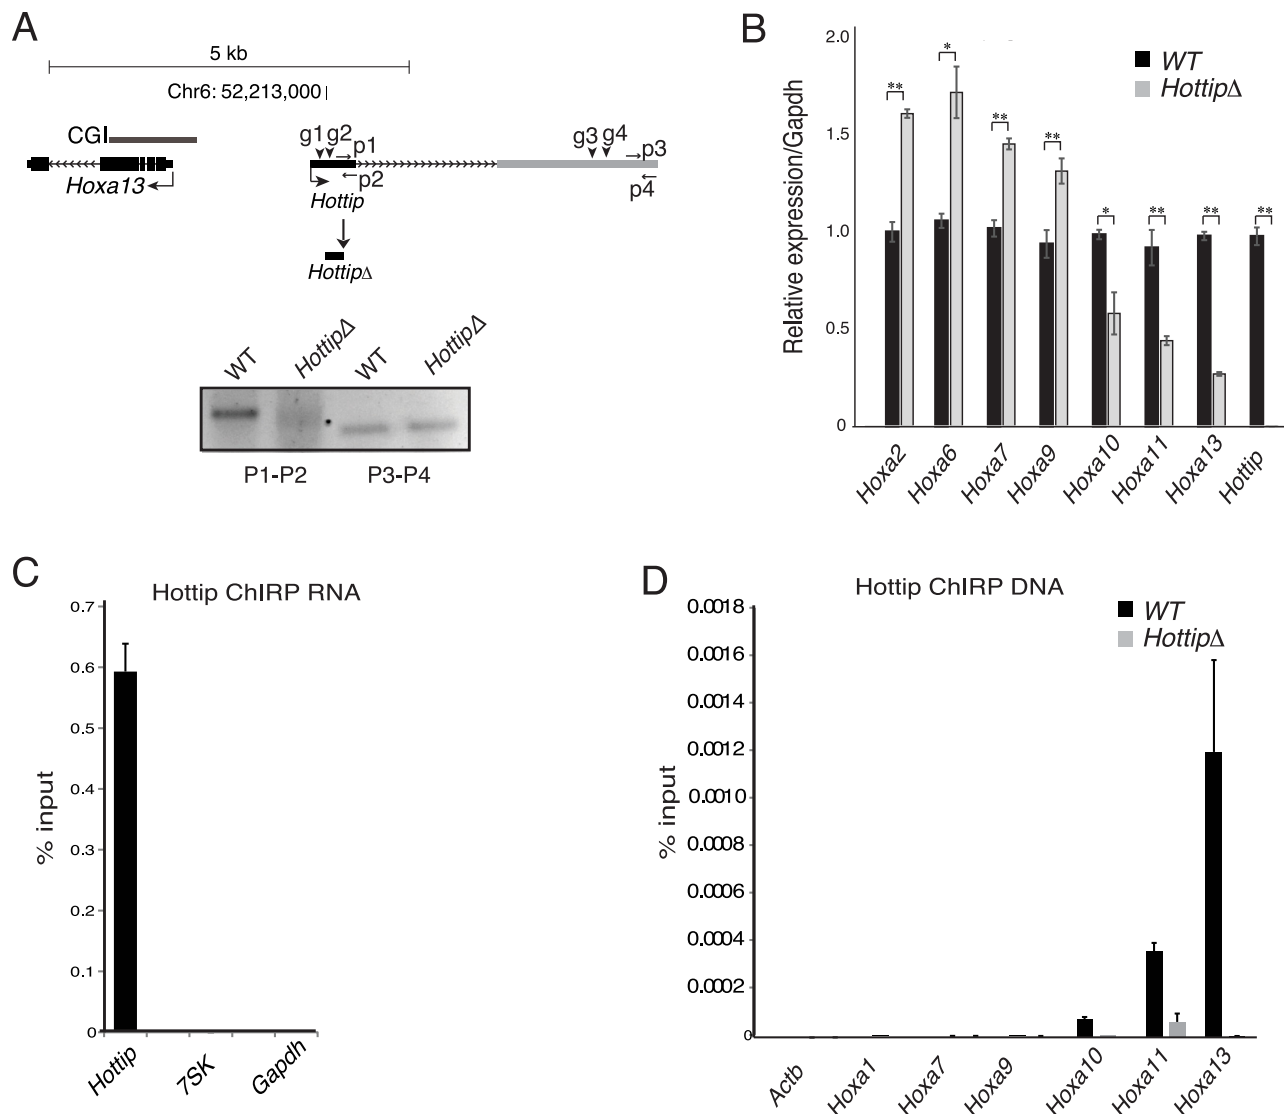 A
5 kb
Chr6: 52,213,000
CGI
Hoxa13
g1
g2
p1
p2
Hottip
HottipΔ
g3
g4
p3
p4
WT
HottipΔ
WT
HottipΔ
P1-P2
P3-P4
B
WT
HottipΔ
Relative expression/Gapdh
2.0
1.5
1.0
0.5
0
**
*
**
**
*
**
**
**
Hoxa2
Hoxa6
Hoxa7
Hoxa9
Hoxa10
Hoxa11
Hoxa13
Hottip
C
Hottip ChIRP RNA
% input
0.7
0.6
0.5
0.4
0.3
0.2
0.1
0
Hottip
7SK
Gapdh
D
Hottip ChIRP DNA
WT
HottipΔ
% input
0.0018
0.0016
0.0014
0.0012
0.0010
0.0008
0.0006
0.0004
0.0002
0
Actb
Hoxa1
Hoxa7
Hoxa9
Hoxa10
Hoxa11
Hoxa13